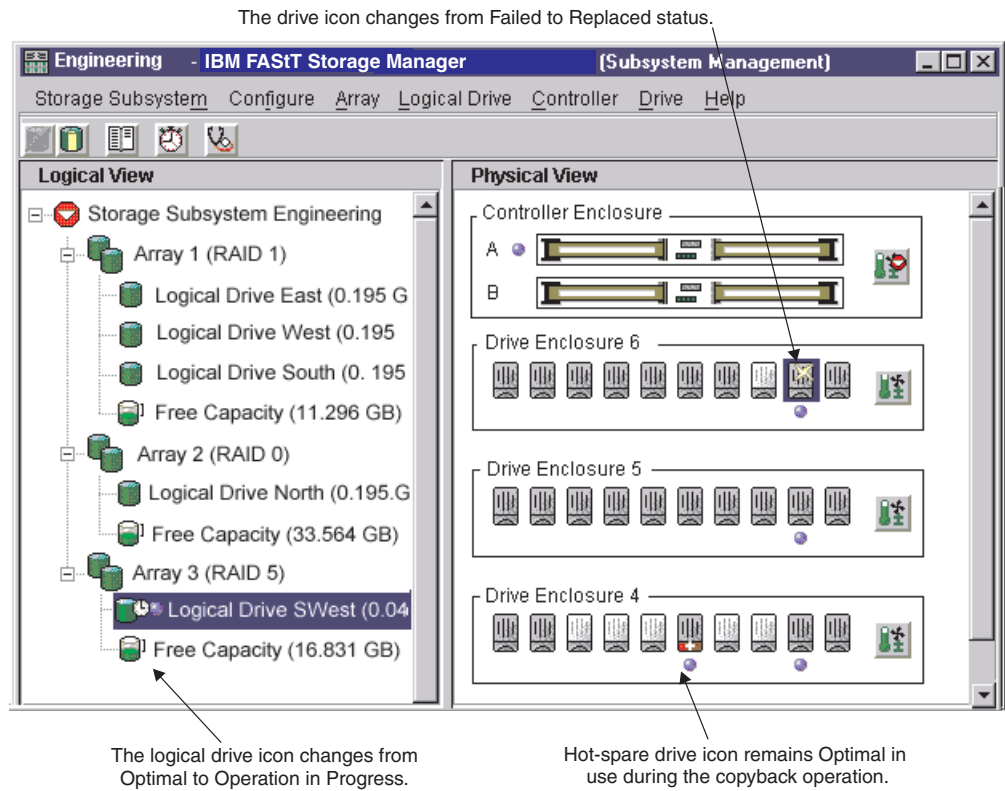 The drive icon changes from Failed to Replaced status.
Engineering - IBM FAStT Storage Manager (Subsystem Management)
Storage Subsystem Configure Array Logical Drive Controller Drive Help
Logical View
Storage Subsystem Engineering
Array 1 (RAID 1)
Logical Drive East (0.195 G
Logical Drive West (0.195
Logical Drive South (0. 195
Free Capacity (11.296 GB)
Array 2 (RAID 0)
Logical Drive North (0.195.G
Free Capacity (33.564 GB)
Array 3 (RAID 5)
Logical Drive SWest (0.04
Free Capacity (16.831 GB)
Physical View
Controller Enclosure
A
B
Drive Enclosure 6
Drive Enclosure 5
Drive Enclosure 4
The logical drive icon changes from
Optimal to Operation in Progress.
Hot-spare drive icon remains Optimal in
use during the copyback operation.